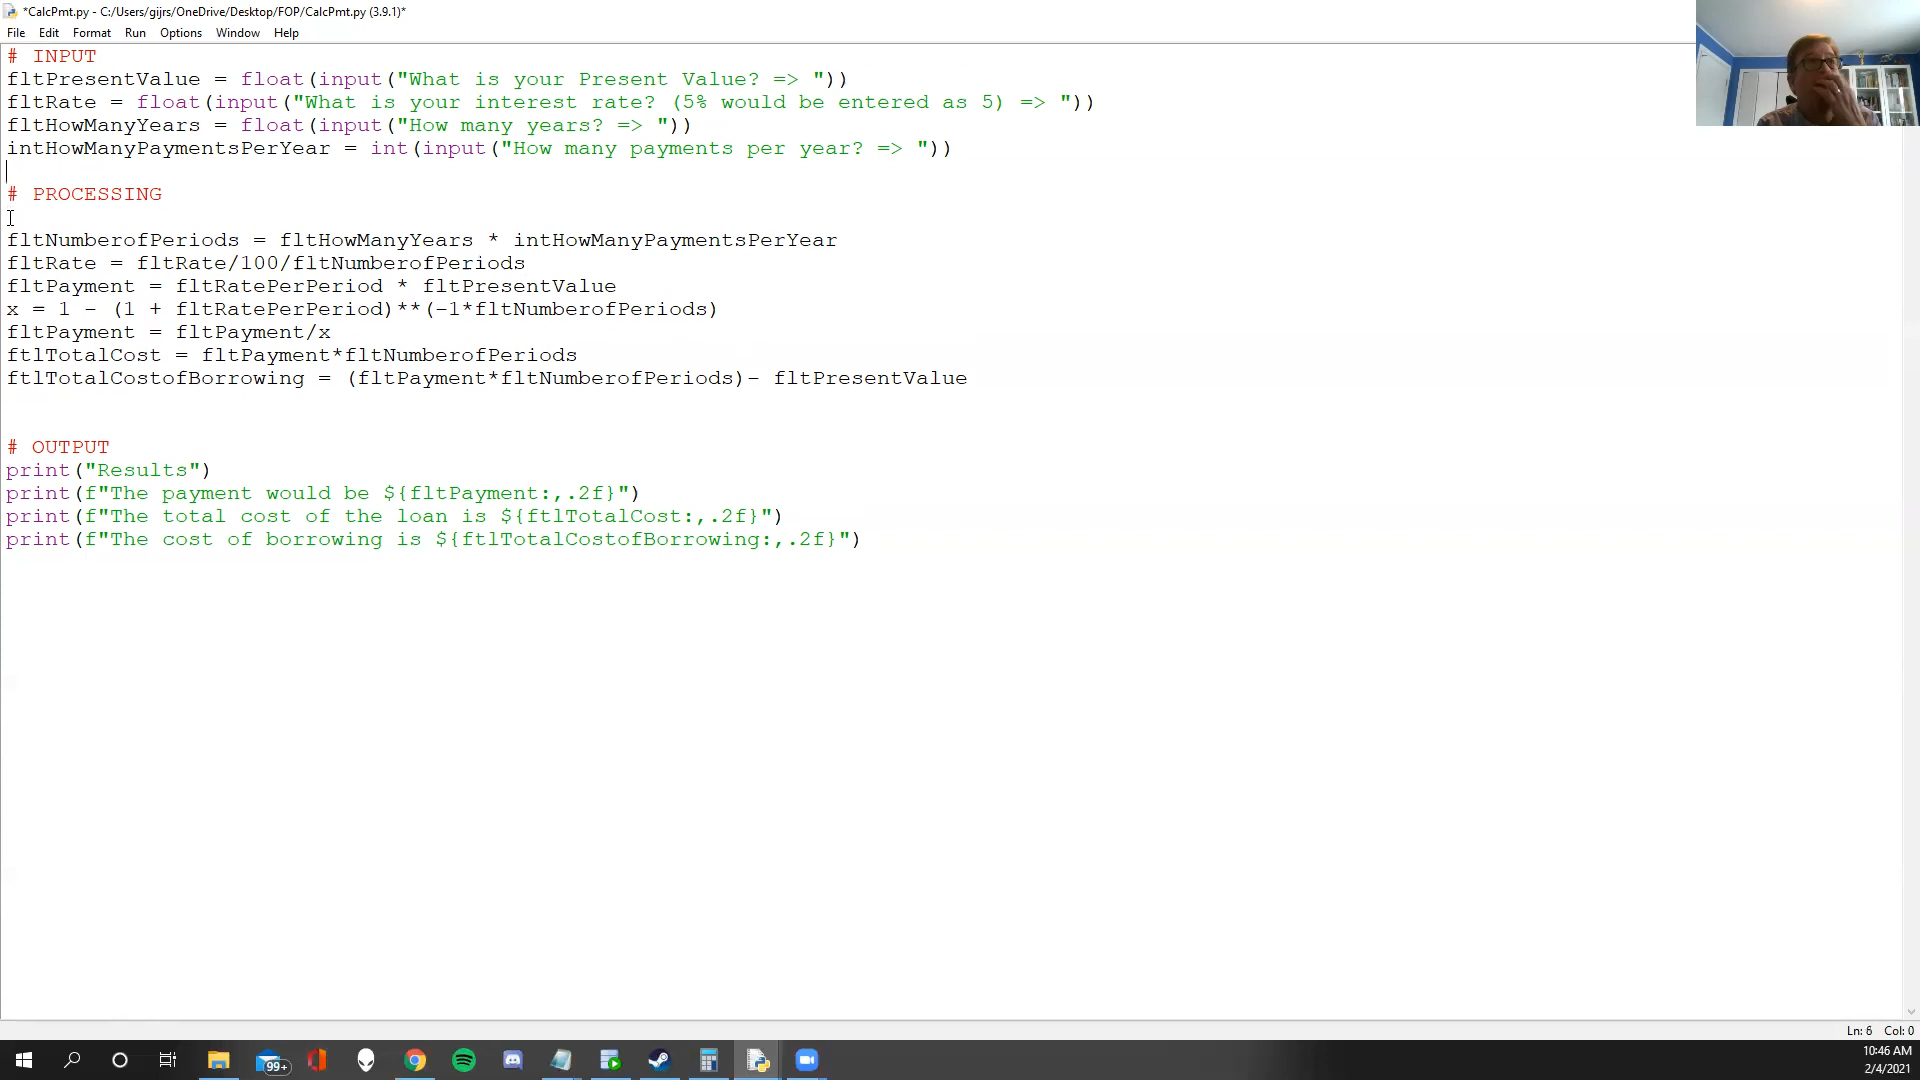 *CalcPmt.py - C:/Users/gijrs/OneDrive/Desktop/FOP/CalcPmt.py (3.9.1)*
File Edit Format Run Options Window Help
# INPUT
fltPresentValue = float(input("What is your Present Value? => "))
fltRate = float(input("What is your interest rate? (5% would be entered as 5) => "))
fltHowManyYears = float(input("How many years? => "))
intHowManyPaymentsPerYear = int(input("How many payments per year? => "))
# PROCESSING
fltNumberofPeriods = fltHowManyYears * intHowManyPaymentsPerYear
fltRate = fltRate/100/fltNumberofPeriods
fltPayment = fltRatePerPeriod * fltPresentValue
x = 1 - (1 + fltRatePerPeriod)**(-1*fltNumberofPeriods)
fltPayment = fltPayment/x
ftlTotalCost = fltPayment*fltNumberofPeriods
ftlTotalCostofBorrowing = (fltPayment*fltNumberofPeriods)- fltPresentValue
# OUTPUT
print("Results")
print(f"The payment would be ${fltPayment:,.2f}")
print(f"The total cost of the loan is ${ftlTotalCost:,.2f}")
print(f"The cost of borrowing is ${ftlTotalCostofBorrowing:,.2f}")
Ln: 6 Col: 0
99+
10:46 AM
2/4/2021